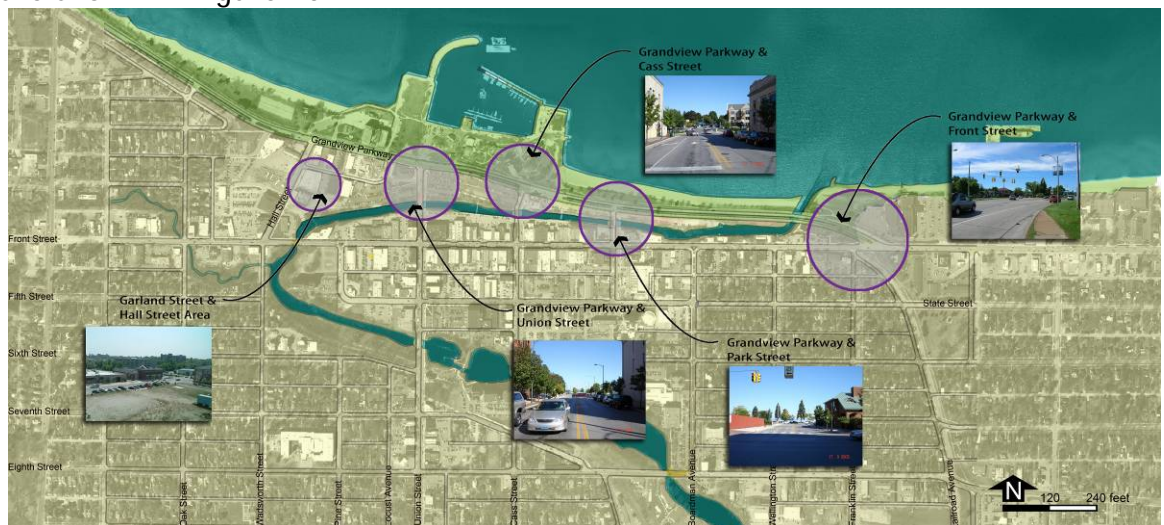 Grandview Parkway &
Cass Street
Grandview Parkway &
Front Street
Grandview Parkway
Hall Street
Front Street
Garland Street &
Hall Street Area
Fifth Street
Grandview Parkway &
Union Street
State Street
Grandview Parkway &
Park Street
Sixth Street
Seventh Street
Eighth Street
Oak Street
Wadsworth Street
Pine Street
Locust Avenue
Union Street
Cass Street
Boardman Avenue
Wellington Street
Franklin Street
Railroad Avenue
N
120
240 feet